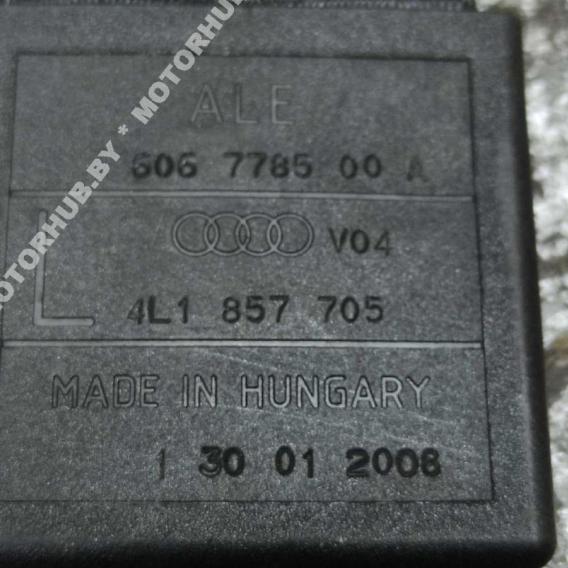 ALE
606 7785 00 A
L
V04
4L1 857 705
MADE IN HUNGARY
1 30 01 2008
MOTORHUB.BY * MOTORHUB